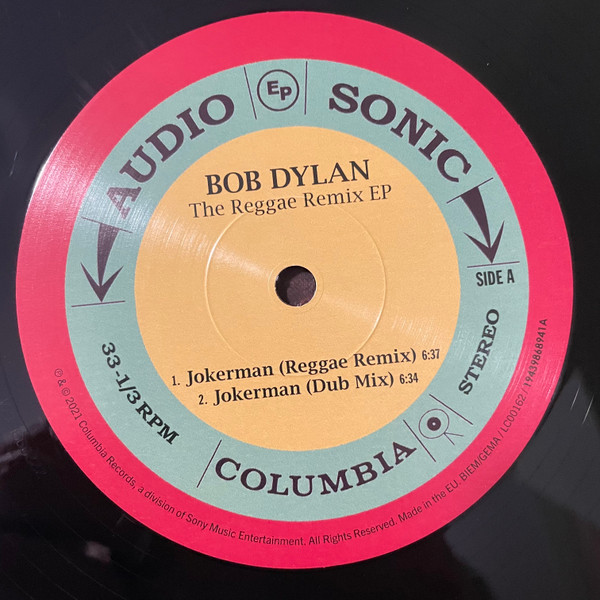 AUDIO EP SONIC
BOB DYLAN
The Reggae Remix EP
SIDE A
33-1/3 RPM
STEREO
1. Jokerman (Reggae Remix) 6:37
2. Jokerman (Dub Mix) 6:34
COLUMBIA
℗ & © 2021 Columbia Records, a division of Sony Music Entertainment. All Rights Reserved. Made in the EU. BIEM/GEMA / LC00162 / 19439868941A